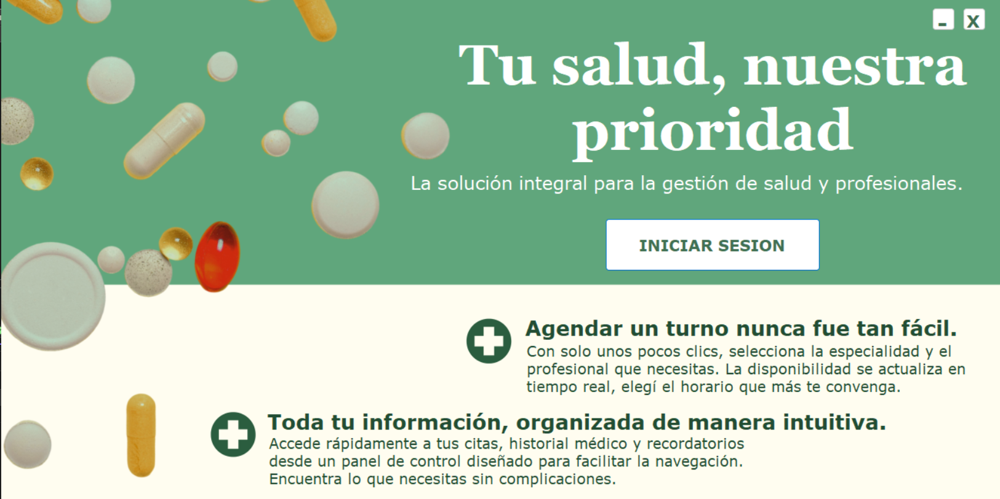 - X
Tu salud, nuestra
prioridad
La solución integral para la gestión de salud y profesionales.
INICIAR SESION
Agendar un turno nunca fue tan fácil.
Con solo unos pocos clics, selecciona la especialidad y el
profesional que necesitas. La disponibilidad se actualiza en
tiempo real, elegí el horario que más te convenga.
Toda tu información, organizada de manera intuitiva.
Accede rápidamente a tus citas, historial médico y recordatorios
desde un panel de control diseñado para facilitar la navegación.
Encuentra lo que necesitas sin complicaciones.